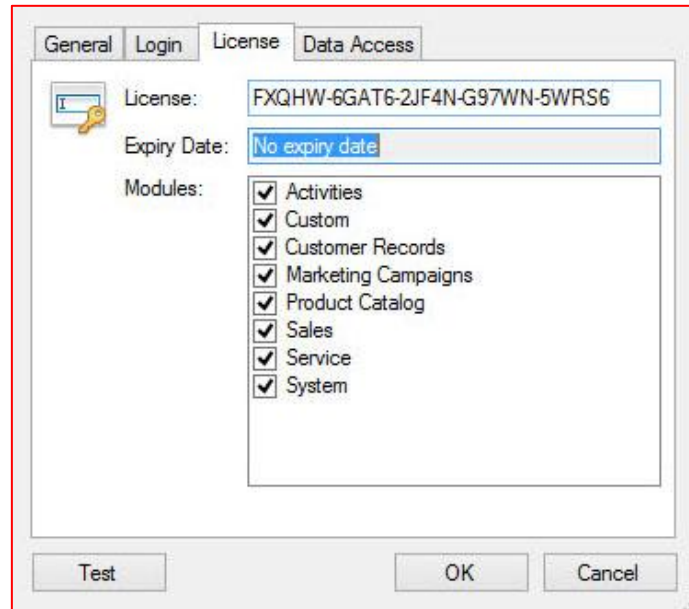 General Login License Data Access
License: FXQHW-6GAT6-2JF4N-G97WN-5WRS6
Expiry Date: No expiry date
Modules:
Activities
Custom
Customer Records
Marketing Campaigns
Product Catalog
Sales
Service
System
Test OK Cancel